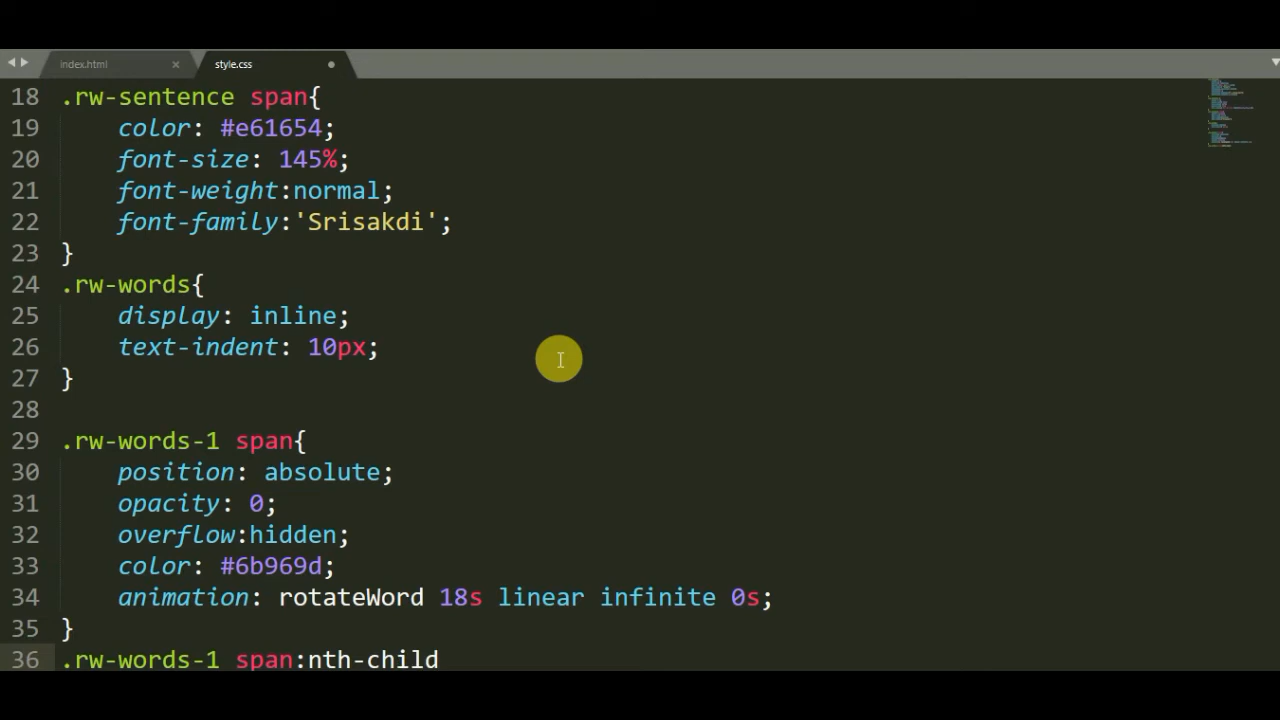 index.html
style.css
18 .rw-sentence span{
19 color: #e61654;
20 font-size: 145%;
21 font-weight:normal;
22 font-family:'Srisakdi';
23 }
24 .rw-words{
25 display: inline;
26 text-indent: 10px;
27 }
28
29 .rw-words-1 span{
30 position: absolute;
31 opacity: 0;
32 overflow:hidden;
33 color: #6b969d;
34 animation: rotateWord 18s linear infinite 0s;
35 }
36 .rw-words-1 span:nth-child